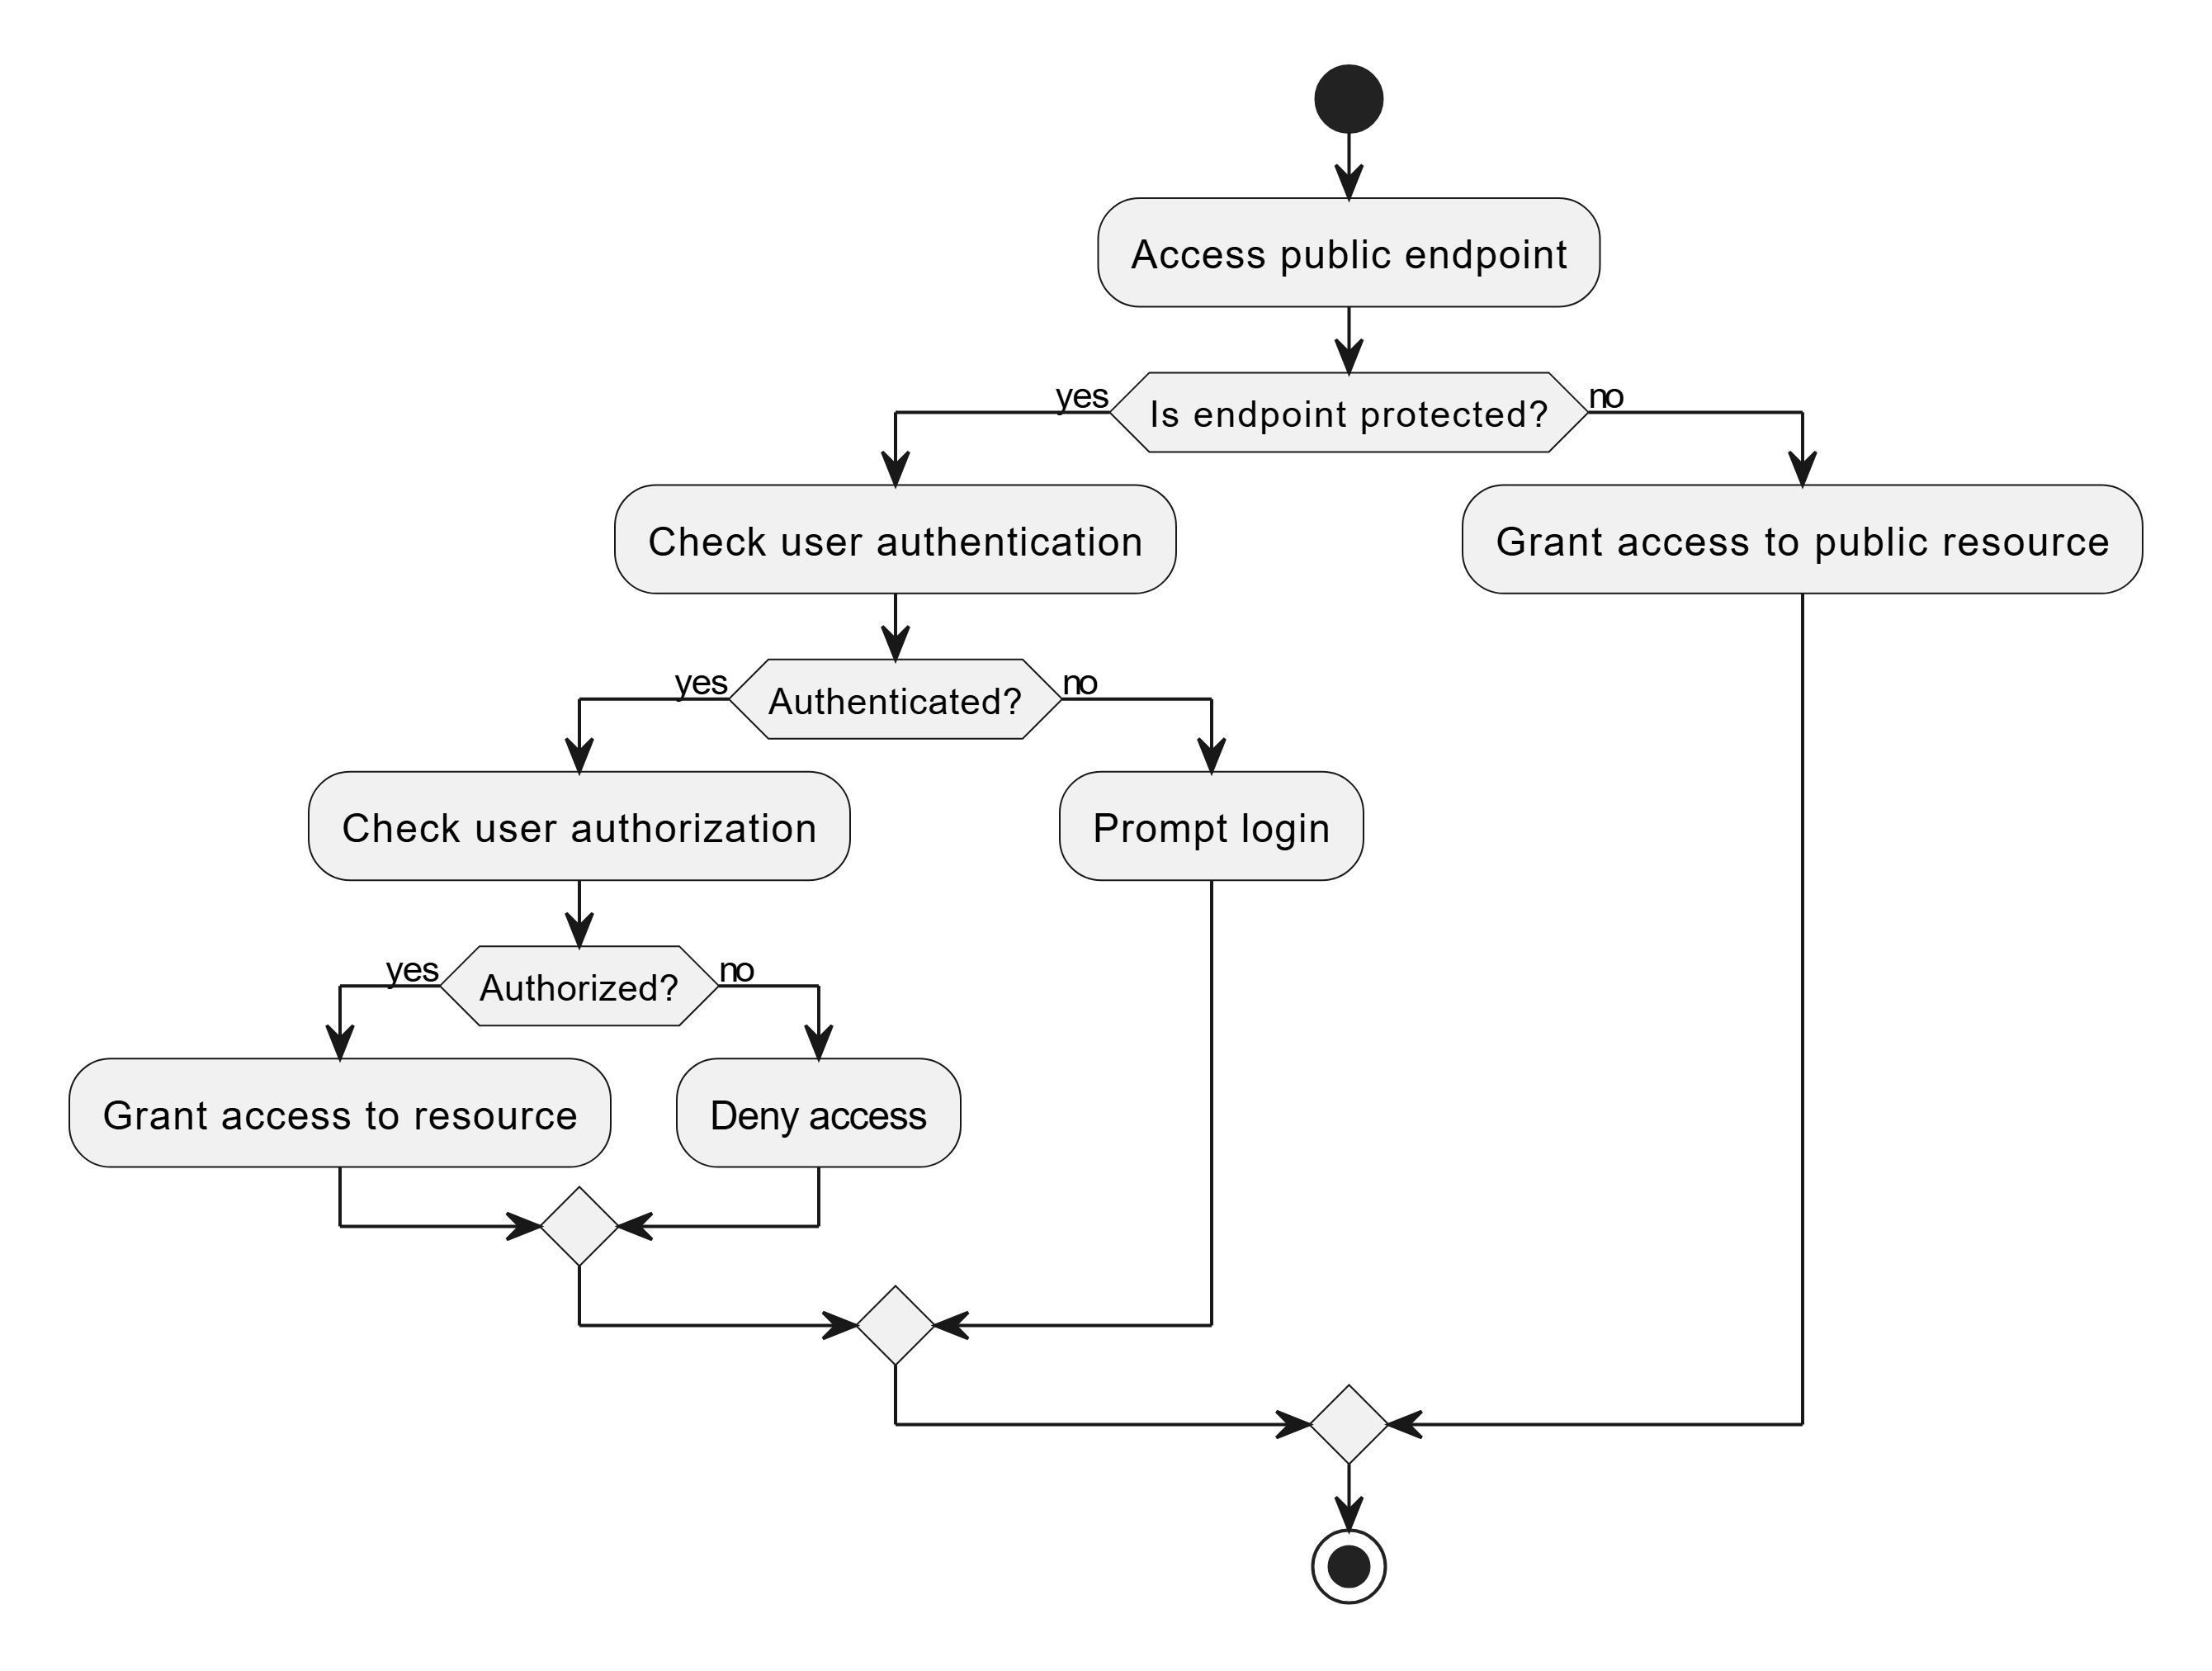 Access public endpoint
yes
Is endpoint protected?
no
Check user authentication
Grant access to public resource
yes
Authenticated?
no
Check user authorization
Prompt login
yes
Authorized?
no
Grant access to resource
Deny access